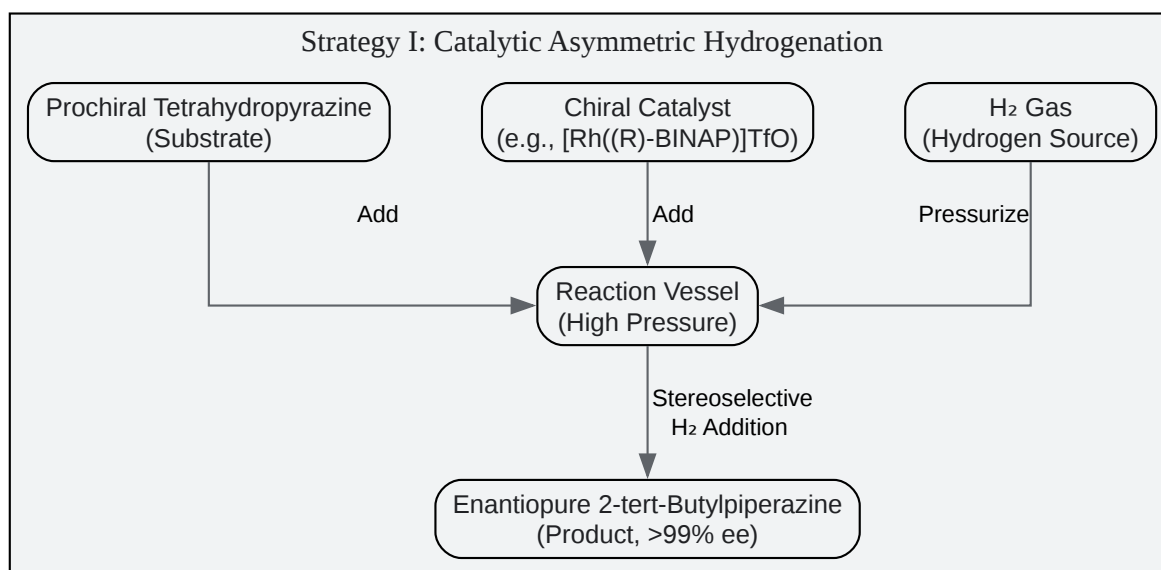 Strategy I: Catalytic Asymmetric Hydrogenation
Prochiral Tetrahydropyrazine
(Substrate)
Chiral Catalyst
(e.g., [Rh((R)-BINAP)]TfO)
H₂ Gas
(Hydrogen Source)
Add
Add
Pressurize
Reaction Vessel
(High Pressure)
Stereoselective
H₂ Addition
Enantiopure 2-tert-Butylpiperazine
(Product, >99% ee)